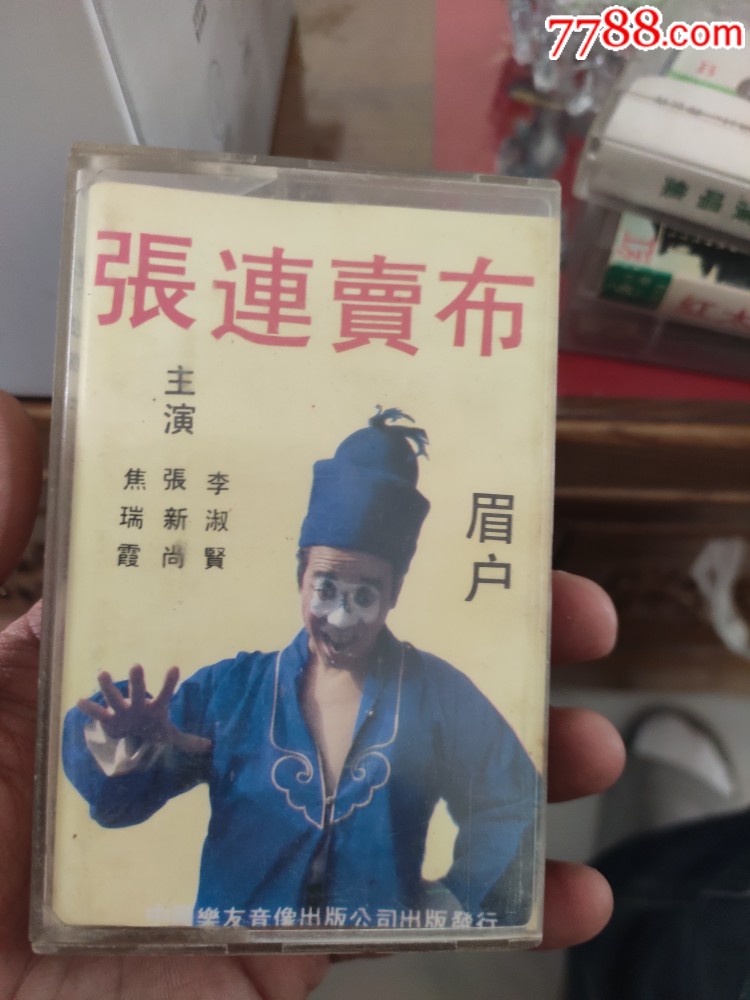 7788.com
張連賣布
主演
李淑賢
張新尚
焦瑞霞
眉户
樂友音像出版公司出版發行